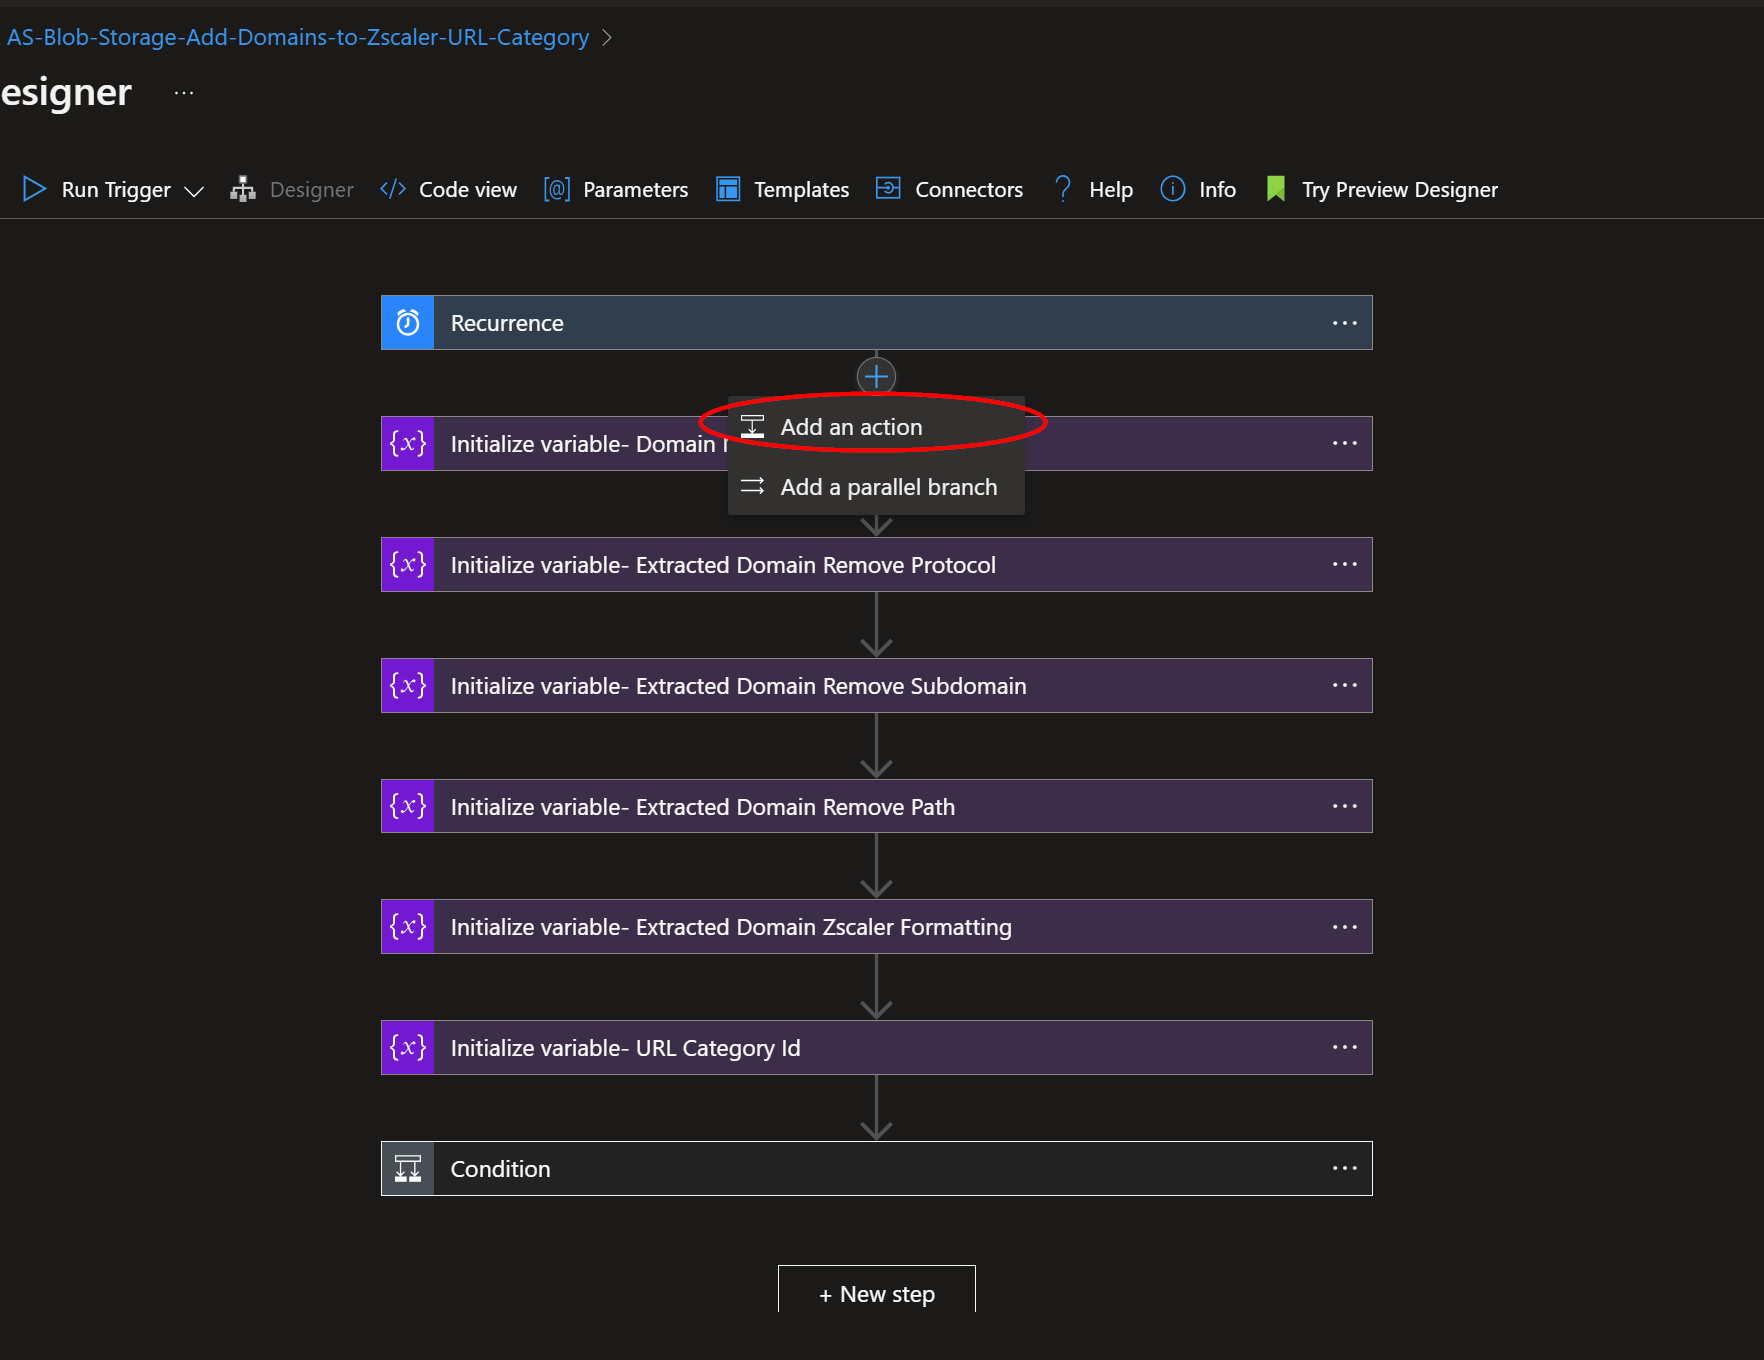 AS-Blob-Storage-Add-Domains-to-Zscaler-URL-Category
esigner
Run Trigger Designer Code view Parameters Templates Connectors Help Info Try Preview Designer
Recurrence
Add an action
{x} Initialize variable- Domain
Add a parallel branch
{x} Initialize variable- Extracted Domain Remove Protocol
{x} Initialize variable- Extracted Domain Remove Subdomain
{x} Initialize variable- Extracted Domain Remove Path
{x} Initialize variable- Extracted Domain Zscaler Formatting
{x} Initialize variable- URL Category Id
Condition
+ New step